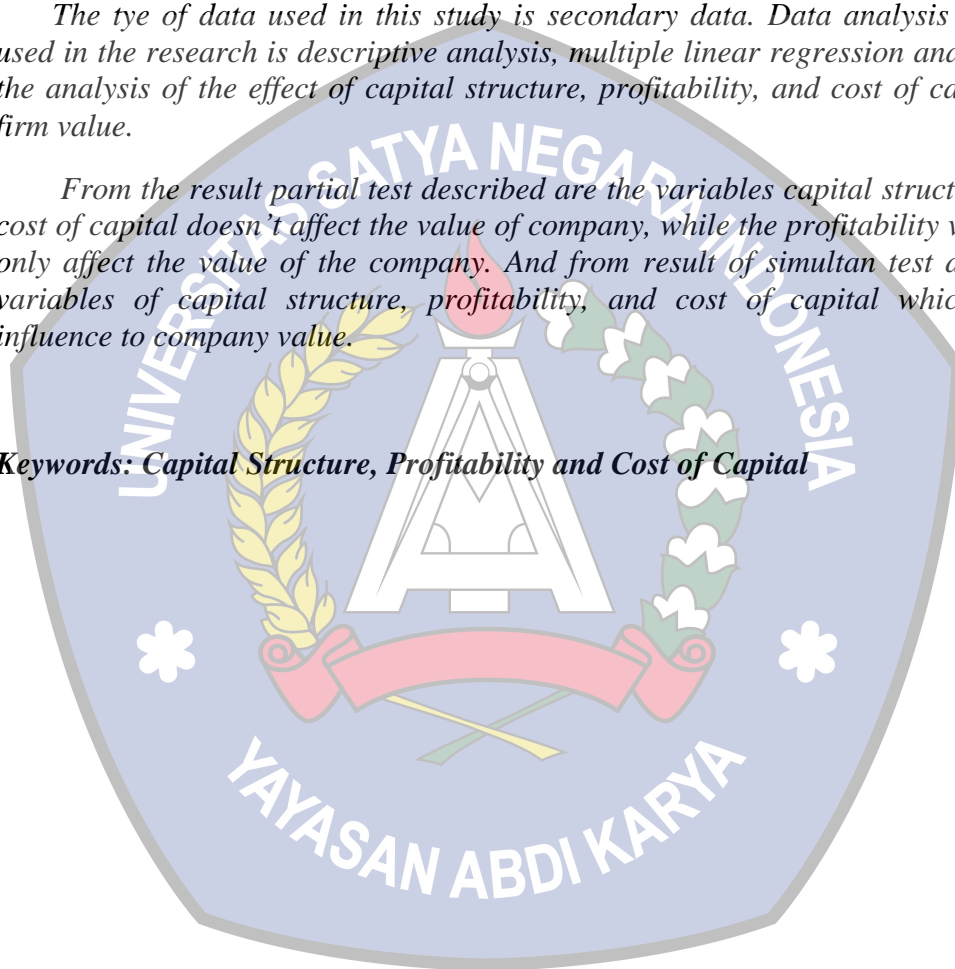 The tye of data used in this study is secondary data. Data analysis
used in the research is descriptive analysis, multiple linear regression and
the analysis of the effect of capital structure, profitability, and cost of ca
firm value.
From the result partial test described are the variables capital struct
cost of capital doesn't affect the value of company, while the profitability v
only affect the value of the company. And from result of simultan test a
variables of capital structure, profitability, and cost of capital whic
influence to company value.
Keywords: Capital Structure, Profitability and Cost of Capital
UNIVERSITAS SATYA NEGARA INDONESIA
YAYASAN ABDI KARYA